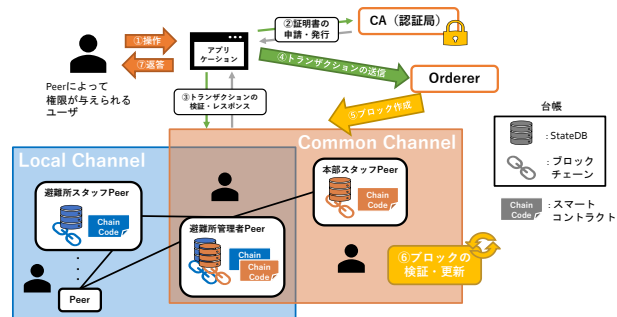 ①操作
⑦返答
Peerによって
権限が与えられる
ユーザ
アプリ
ケーション
②証明書の
申請・発行
CA（認証局）
④トランザクションの送信
Orderer
③トランザクションの
検証・レスポンス
⑤ブロック作成
台帳
：StateDB
：ブロック
チェーン
Chain
Code
：スマート
コントラクト
Common Channel
Local Channel
本部スタッフPeer
Chain
Code
避難所スタッフPeer
Chain
Code
避難所管理者Peer
Chain
Chain
Code
Peer
⑥ブロックの
検証・更新